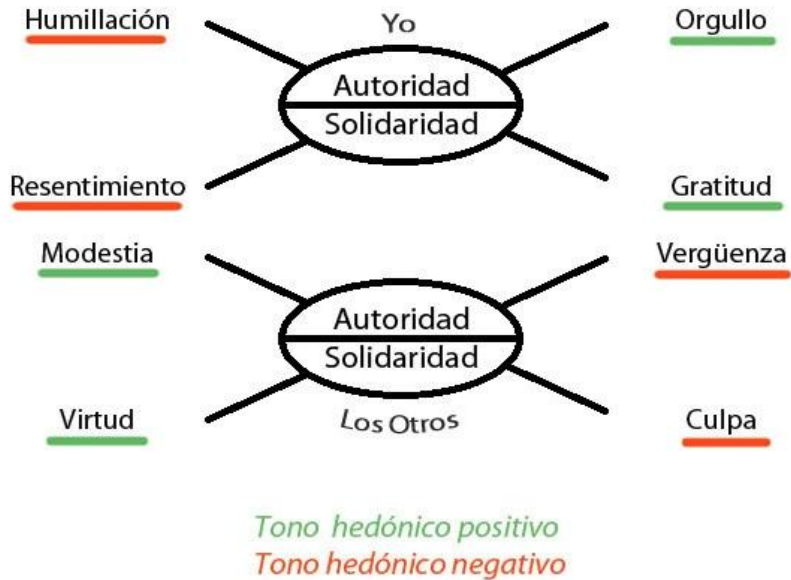 Humillación
Yo
Orgullo
Autoridad
Solidaridad
Resentimiento
Gratitud
Modestia
Vergüenza
Autoridad
Solidaridad
Virtud
Los Otros
Culpa
Tono hedónico positivo
Tono hedónico negativo